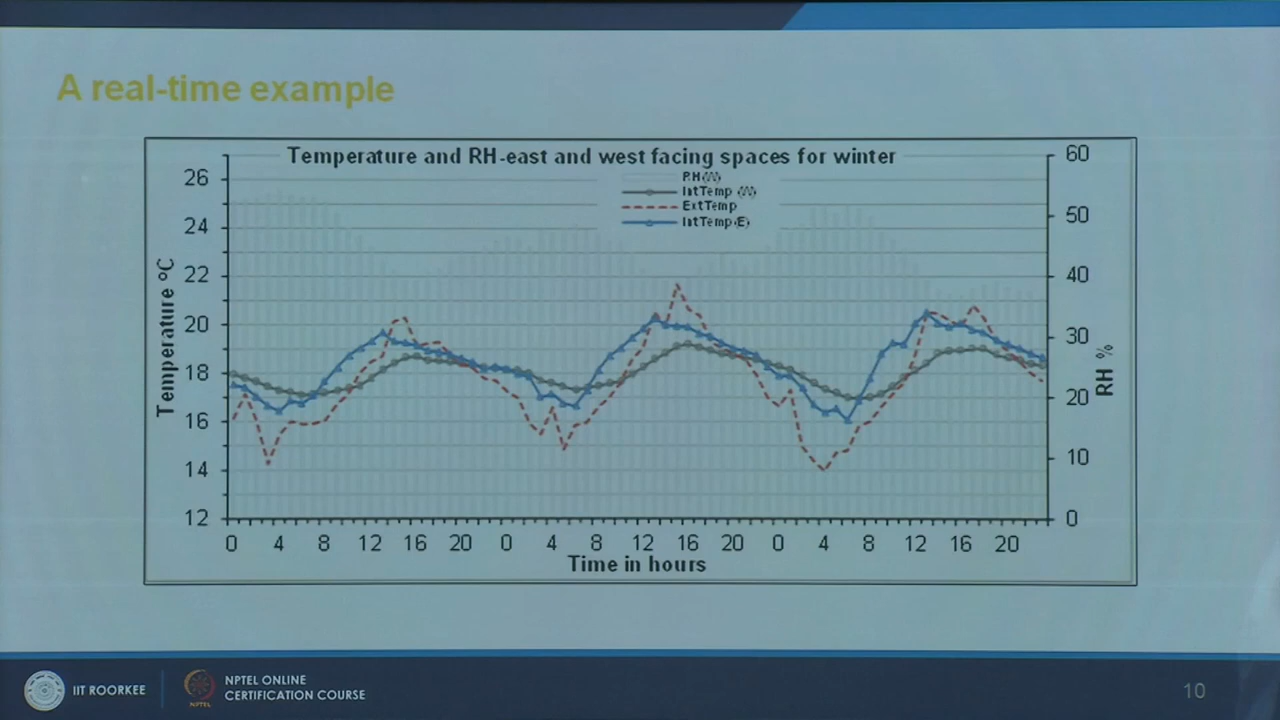 A real-time example
Temperature and RH-east and west facing spaces for winter
RH(W)
IntTemp (W)
ExtTemp
IntTemp(E)
26
24
22
20
18
16
14
12
Temperature °C
60
50
40
30
20
10
0
RH %
0 4 8 12 16 20 0 4 8 12 16 20 0 4 8 12 16 20
Time in hours
IIT ROORKEE
NPTEL
NPTEL ONLINE
CERTIFICATION COURSE
10